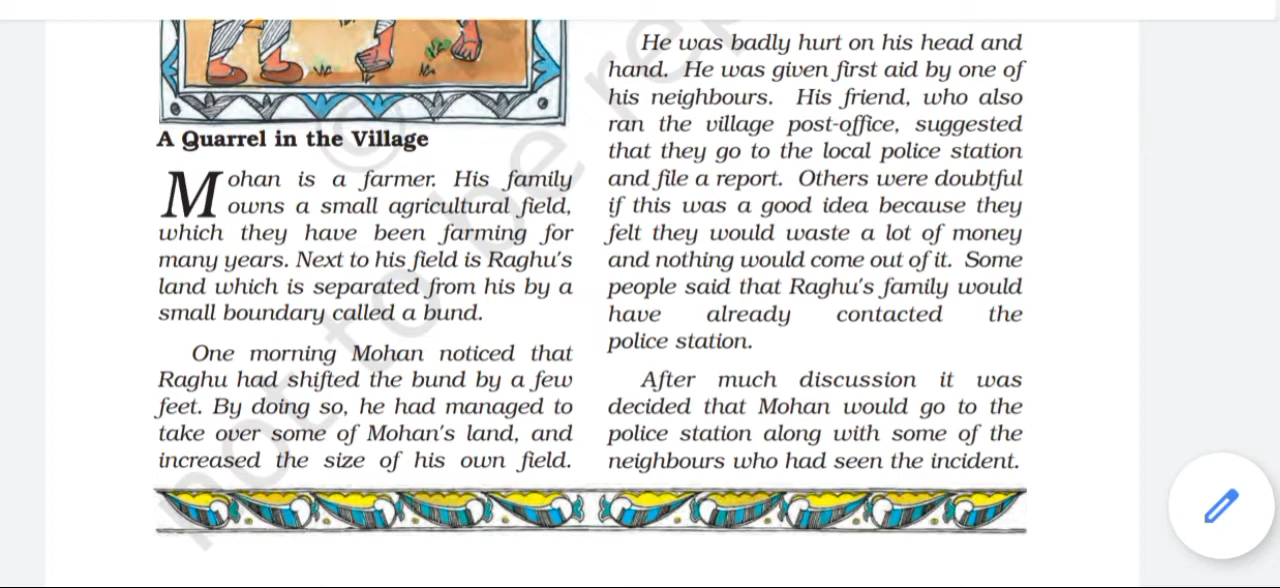 A Quarrel in the Village
Mohan is a farmer. His family
owns a small agricultural field,
which they have been farming for
many years. Next to his field is Raghu's
land which is separated from his by a
small boundary called a bund.
One morning Mohan noticed that
Raghu had shifted the bund by a few
feet. By doing so, he had managed to
take over some of Mohan's land, and
increased the size of his own field.
He was badly hurt on his head and
hand. He was given first aid by one of
his neighbours. His friend, who also
ran the village post-office, suggested
that they go to the local police station
and file a report. Others were doubtful
if this was a good idea because they
felt they would waste a lot of money
and nothing would come out of it. Some
people said that Raghu's family would
have already contacted the
police station.
After much discussion it was
decided that Mohan would go to the
police station along with some of the
neighbours who had seen the incident.
not to be rep